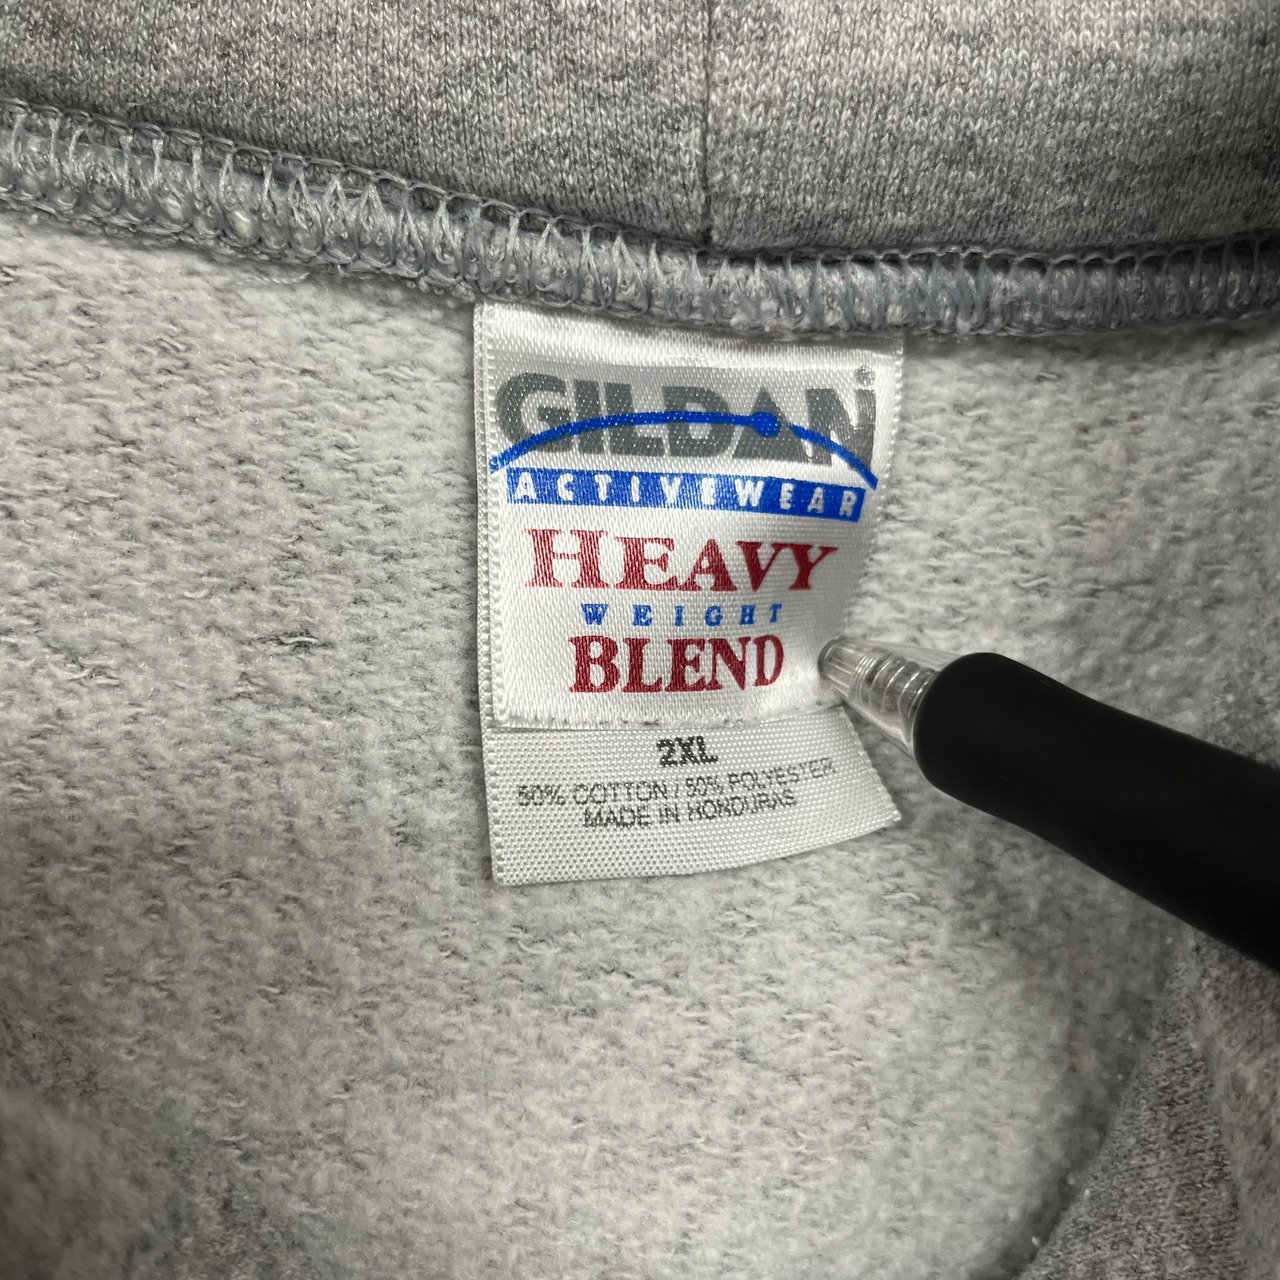 GILDAN®
ACTIVEWEAR
HEAVY
WEIGHT
BLEND
2XL
50% COTTON / 50% POLYESTER
MADE IN HONDURAS